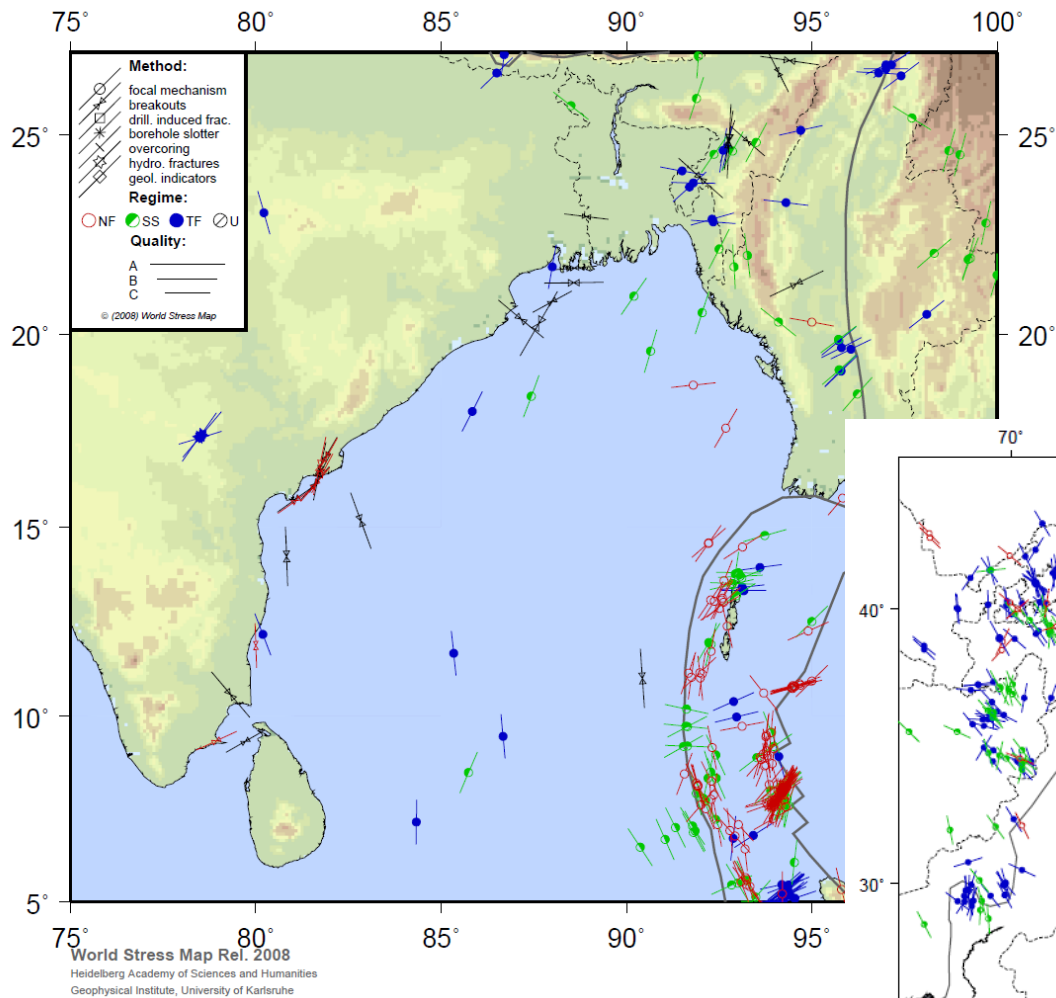 75° 80° 85° 90° 95° 100°
Method:
focal mechanism
breakouts
drill. induced frac.
borehole slotter
overcoring
hydro. fractures
geol. indicators
Regime:
NF SS TF U
Quality:
A
B
C
© (2008) World Stress Map
25° 25°
20° 20°
15°
10°
5°
70°
40°
30°
75° 80° 85° 90° 95°
World Stress Map Rel. 2008
Heidelberg Academy of Sciences and Humanities
Geophysical Institute, University of Karlsruhe